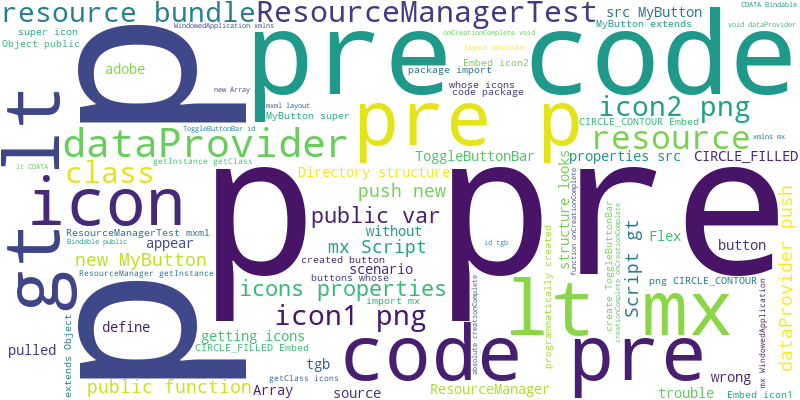 resource bundle
ResourceManagerTest
src MyButton
CDATA Bindable
super icon
WindowedApplication xmlns
onCreationComplete void
MyButton extends
void dataProvider
Object public
p p
pre code
layout absolute
adobe
package import
Embed icon2
whose icons
new Array
code package
lt gt
mxml layout
pre p
icon2 png
MyButton super
CIRCLE_CONTOUR Embed
ToggleButtonBar id
dataProvider
resource
xmlns mx
lt CDATA
getInstance getClass
ToggleButtonBar
structure looks
properties src
CIRCLE_FILLED
class
Directory structure
p pre
icon
push new
public var
dataProvider push
ResourceManagerTest mxml
without
Bindable public
appear
mx Script
id tgb
Flex
button
new MyButton
created button
scenario
Script gt
ResourceManager getInstance
buttons whose
icons properties
png CIRCLE_CONTOUR
import mx
lt mx
icon1 png
define
programmatically created
create ToggleButtonBar
creationComplete onCreationComplete
function onCreationComplete
absolute creationComplete
mx WindowedApplication
getting icons
code pre
pulled
extends Object
CIRCLE_FILLED Embed
tgb
getClass icons
wrong
public function
Array
source
ResourceManager
trouble
Embed icon1